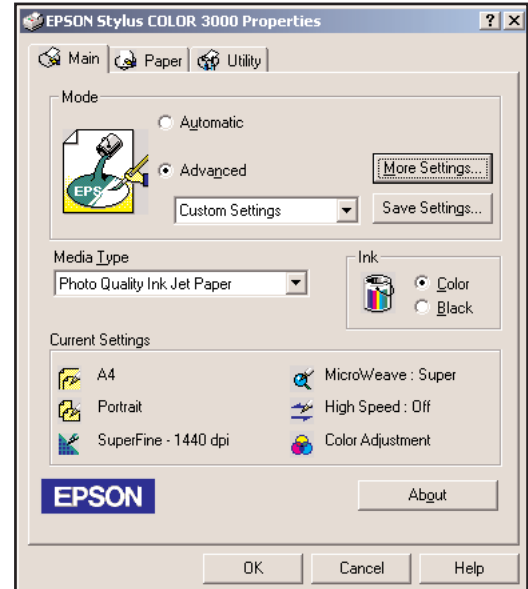 EPSON Stylus COLOR 3000 Properties
? X
Main Paper Utility
Mode
Automatic
Advanced
More Settings...
EPS
Custom Settings
Save Settings...
Media Type
Photo Quality Ink Jet Paper
Ink
Color
Black
Current Settings
A4
MicroWeave : Super
Portrait
High Speed : Off
SuperFine - 1440 dpi
Color Adjustment
EPSON
About
OK Cancel Help